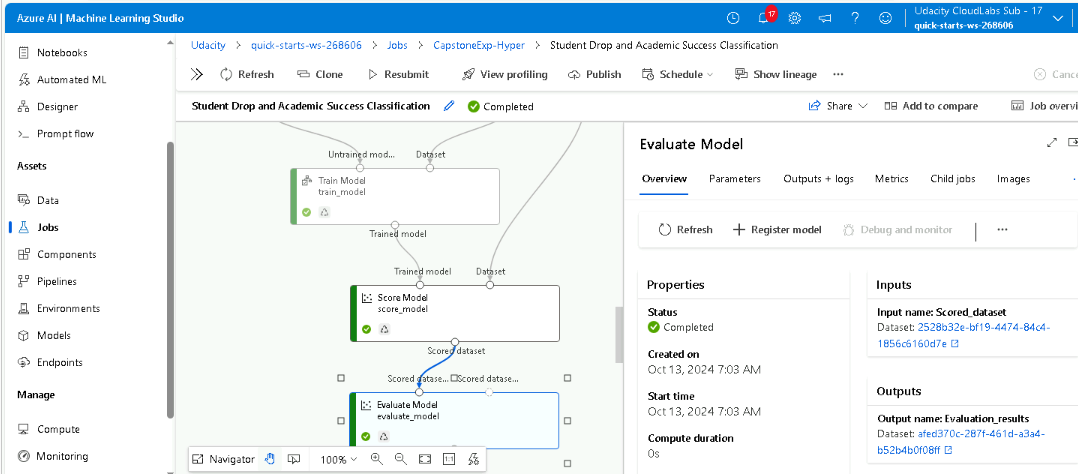 Azure AI | Machine Learning Studio
17
Udacity CloudLabs Sub - 17
quick-starts-ws-268606
Notebooks
Automated ML
Designer
Prompt flow
Assets
Data
Jobs
Components
Pipelines
Environments
Models
Endpoints
Manage
Compute
Monitoring
Udacity > quick-starts-ws-268606 > Jobs > CapstoneExp-Hyper > Student Drop and Academic Success Classification
Refresh Clone Resubmit View profiling Publish Schedule Show lineage ... Cance
Student Drop and Academic Success Classification Completed Share Add to compare Job overvi
Untrained mod... Dataset
Train Model
train_model
Trained model
Trained model Dataset
Score Model
score_model
Scored dataset
Scored datase... Scored datase...
Evaluate Model
evaluate_model
Navigator 100%
Evaluate Model
Overview Parameters Outputs + logs Metrics Child jobs Images
Refresh Register model Debug and monitor ...
Properties
Status
Completed
Created on
Oct 13, 2024 7:03 AM
Start time
Oct 13, 2024 7:03 AM
Compute duration
0s
Inputs
Input name: Scored_dataset
Dataset: 2528b32e-bf19-4474-84c4-
1856c6160d7e
Outputs
Output name: Evaluation_results
Dataset: afed370c-287f-461d-a3a4-
b52b4b0f08ff